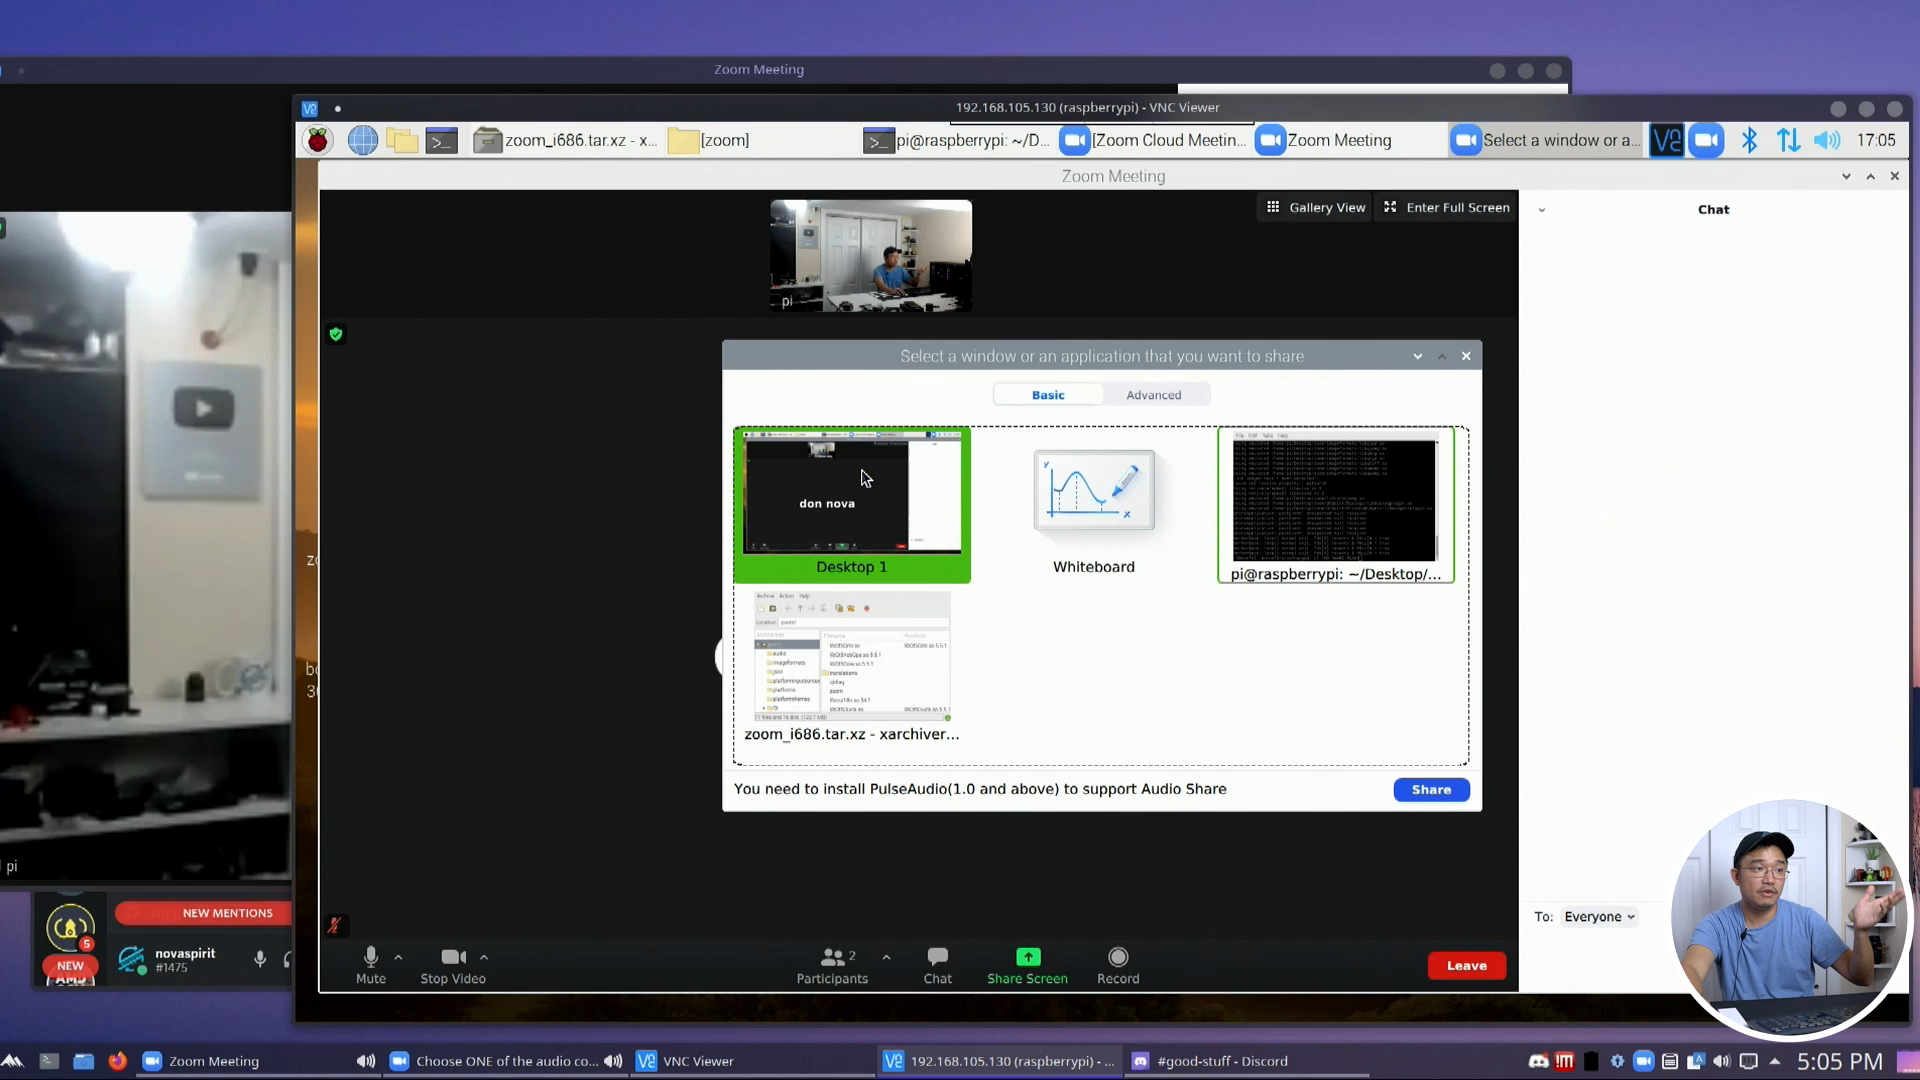 Zoom Meeting
192.168.105.130 (raspberrypi) - VNC Viewer
zoom_i686.tar.xz - x...
[zoom]
pi@raspberrypi: ~/D...
[Zoom Cloud Meetin...
Zoom Meeting
Select a window or a...
17:05
Zoom Meeting
Gallery View
Enter Full Screen
Chat
pi
Select a window or an application that you want to share
Basic
Advanced
don nova
Desktop 1
Whiteboard
pi@raspberrypi: ~/Desktop/...
zoom_i686.tar.xz - xarchiver...
You need to install PulseAudio(1.0 and above) to support Audio Share
Share
pi
NEW MENTIONS
5
NEW
novaspirit
#1475
To: Everyone
Mute
Stop Video
Participants
2
Chat
Share Screen
Record
Leave
Zoom Meeting
Choose ONE of the audio co...
VNC Viewer
192.168.105.130 (raspberrypi) - ...
#good-stuff - Discord
5:05 PM